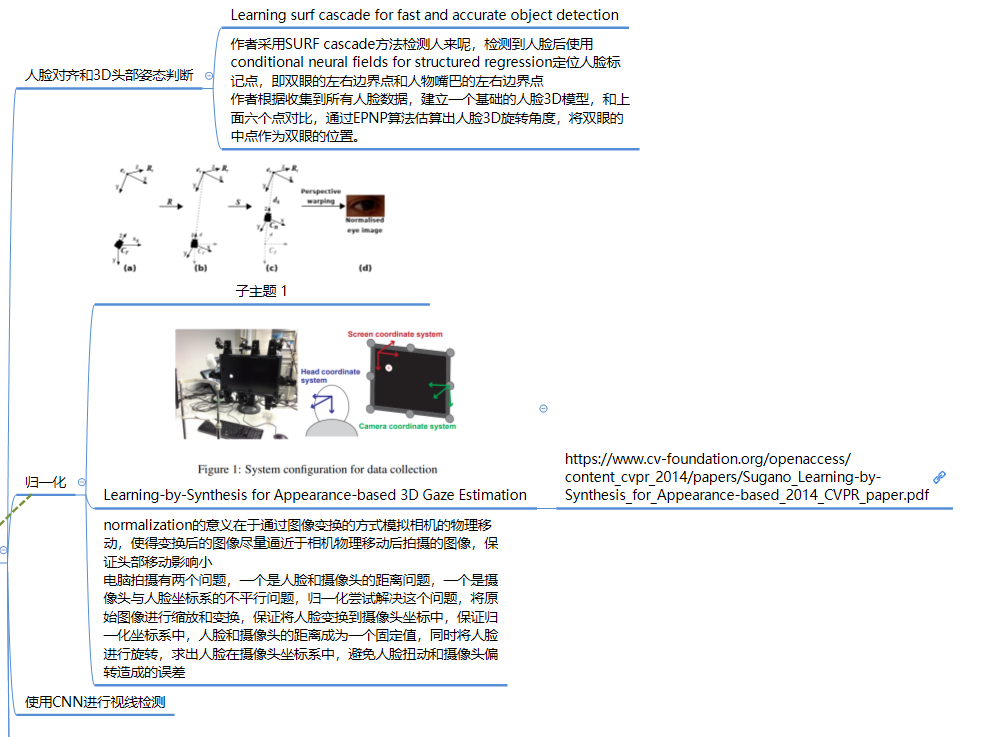 Learning surf cascade for fast and accurate object detection
人脸对齐和3D头部姿态判断
作者采用SURF cascade方法检测人来呢，检测到人脸后使用
conditional neural fields for structured regression定位人脸标
记点，即双眼的左右边界点和人物嘴巴的左右边界点
作者根据收集到所有人脸数据，建立一个基础的人脸3D模型，和上
面六个点对比，通过EPNP算法估算出人脸3D旋转角度，将双眼的
中点作为双眼的位置。
R
S
Perspective
warping
Normalised
eye image
(a)
(b)
(c)
(d)
子主题 1
Screen coordinate system
Head coordinate
system
Camera coordinate system
Figure 1: System configuration for data collection
归一化
Learning-by-Synthesis for Appearance-based 3D Gaze Estimation
https://www.cv-foundation.org/openaccess/
content_cvpr_2014/papers/Sugano_Learning-by-
Synthesis_for_Appearance-based_2014_CVPR_paper.pdf
normalization的意义在于通过图像变换的方式模拟相机的物理移
动，使得变换后的图像尽量逼近于相机物理移动后拍摄的图像，保
证头部移动影响小
电脑拍摄有两个问题，一个是人脸和摄像头的距离问题，一个是摄
像头与人脸坐标系的不平行问题，归一化尝试解决这个问题，将原
始图像进行缩放和变换，保证将人脸变换到摄像头坐标中，保证归
一化坐标系中，人脸和摄像头的距离成为一个固定值，同时将人脸
进行旋转，求出人脸在摄像头坐标系中，避免人脸扭动和摄像头偏
转造成的误差
使用CNN进行视线检测